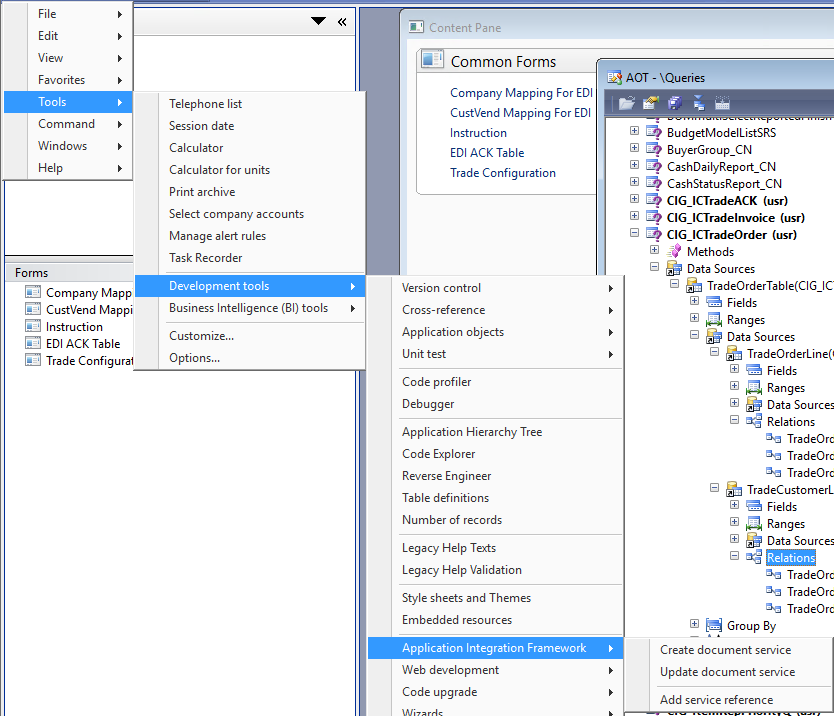 File
Edit
View
Favorites
Tools
Command
Windows
Help
Telephone list
Session date
Calculator
Calculator for units
Print archive
Select company accounts
Manage alert rules
Task Recorder
Development tools
Business Intelligence (BI) tools
Customize...
Options...
Forms
Company Mapp
CustVend Mappi
Instruction
EDI ACK Table
Trade Configurat
Version control
Cross-reference
Application objects
Unit test
Code profiler
Debugger
Application Hierarchy Tree
Code Explorer
Reverse Engineer
Table definitions
Number of records
Legacy Help Texts
Legacy Help Validation
Style sheets and Themes
Embedded resources
Application Integration Framework
Web development
Code upgrade
Wizards
Create document service
Update document service
Add service reference
Content Pane
Common Forms
Company Mapping For EDI
CustVend Mapping For EDI
Instruction
EDI ACK Table
Trade Configuration
AOT - \Queries
BudgetModelListSRS
BuyerGroup_CN
CashDailyReport_CN
CashStatusReport_CN
CIG_ICTradeACK (usr)
CIG_ICTradeInvoice (usr)
CIG_ICTradeOrder (usr)
Methods
Data Sources
TradeOrderTable(CIG_IC
Fields
Ranges
Data Sources
TradeOrderLine(
Fields
Ranges
Data Sources
Relations
TradeOrd
TradeOrd
TradeOrd
TradeCustomerL
Fields
Ranges
Data Sources
Relations
TradeOrd
TradeOrd
TradeOrd
Group By